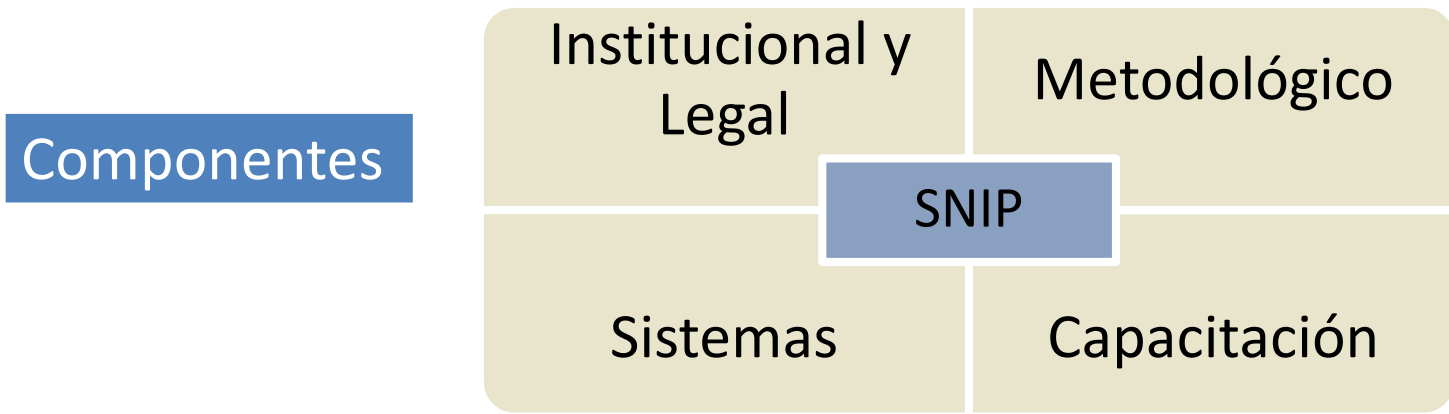 Componentes
Institucional y
Legal
Metodológico
SNIP
Sistemas
Capacitación